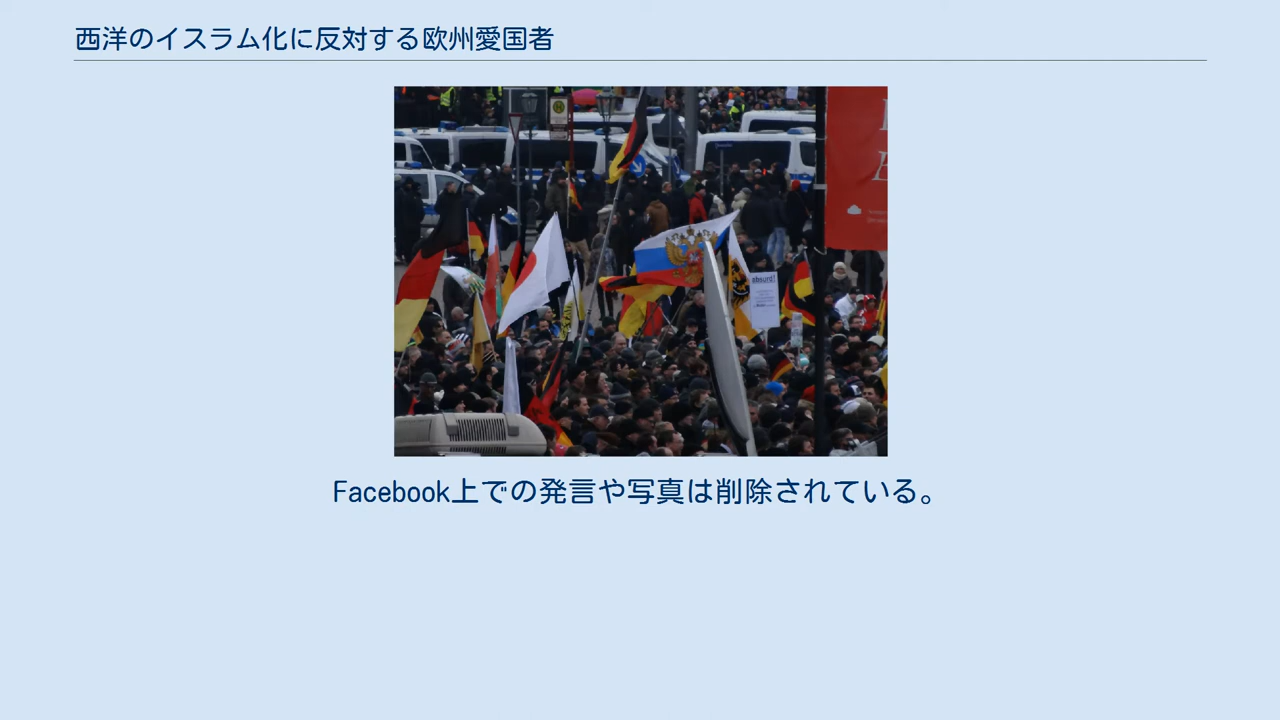 西洋のイスラム化に反対する欧州愛国者
H
absurd!
Facebook上での発言や写真は削除されている。